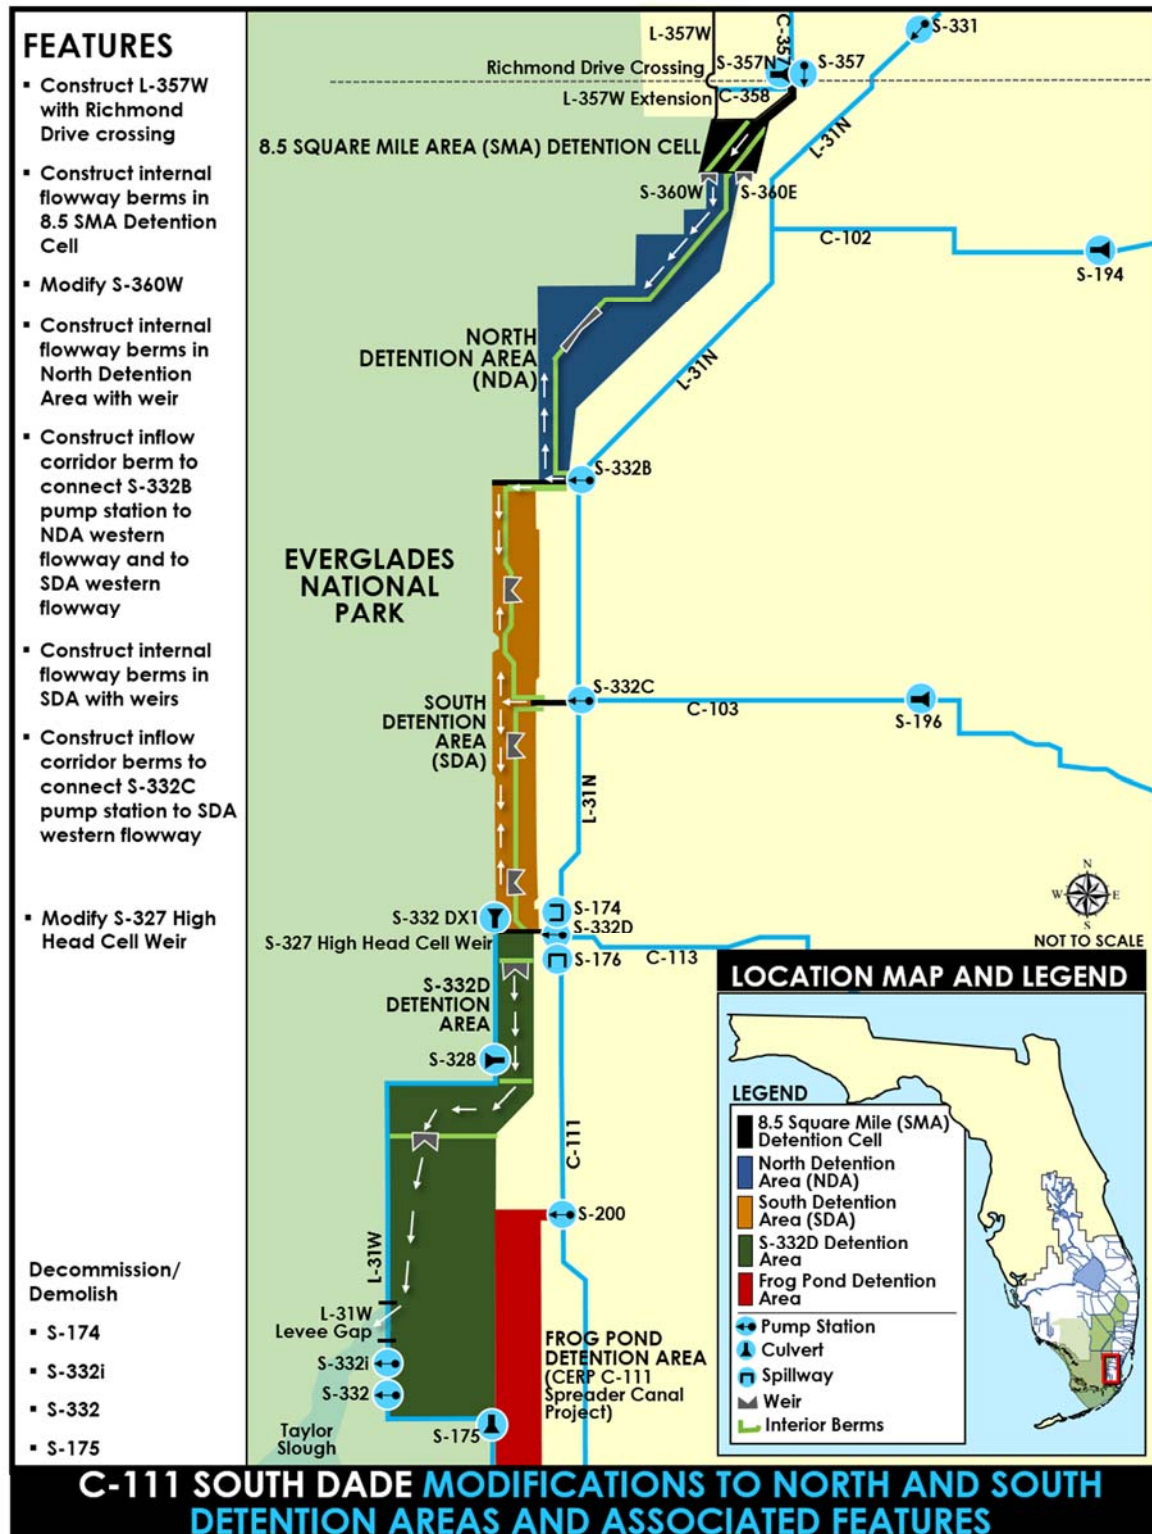 FEATURES
▪ Construct L-357W
with Richmond
Drive crossing
▪ Construct internal
flowway berms in
8.5 SMA Detention
Cell
▪ Modify S-360W
▪ Construct internal
flowway berms in
North Detention
Area with weir
▪ Construct inflow
corridor berm to
connect S-332B
pump station to
NDA western
flowway and to
SDA western
flowway
▪ Construct internal
flowway berms in
SDA with weirs
▪ Construct inflow
corridor berms to
connect S-332C
pump station to SDA
western flowway
▪ Modify S-327 High
Head Cell Weir
Decommission/
Demolish
▪ S-174
▪ S-332i
▪ S-332
▪ S-175
L-357W
C-357
S-331
Richmond Drive Crossing
S-357N
S-357
L-357W Extension
C-358
L-31N
8.5 SQUARE MILE AREA (SMA) DETENTION CELL
S-360W
S-360E
C-102
S-194
NORTH
DETENTION AREA
(NDA)
L-31N
S-332B
EVERGLADES
NATIONAL
PARK
S-332C
C-103
S-196
SOUTH
DETENTION
AREA
(SDA)
L-31N
N
W
E
S
NOT TO SCALE
S-332 DX1
S-174
S-332D
S-327 High Head Cell Weir
S-176
C-113
S-332D
DETENTION
AREA
S-328
C-111
S-200
L-31W
L-31W
Levee Gap
S-332i
S-332
Taylor
Slough
S-175
FROG POND
DETENTION AREA
(CERP C-111
Spreader Canal
Project)
LOCATION MAP AND LEGEND
LEGEND
8.5 Square Mile (SMA)
Detention Cell
North Detention
Area (NDA)
South Detention
Area (SDA)
S-332D Detention
Area
Frog Pond Detention
Area
Pump Station
Culvert
Spillway
Weir
Interior Berms
C-111 SOUTH DADE MODIFICATIONS TO NORTH AND SOUTH
DETENTION AREAS AND ASSOCIATED FEATURES